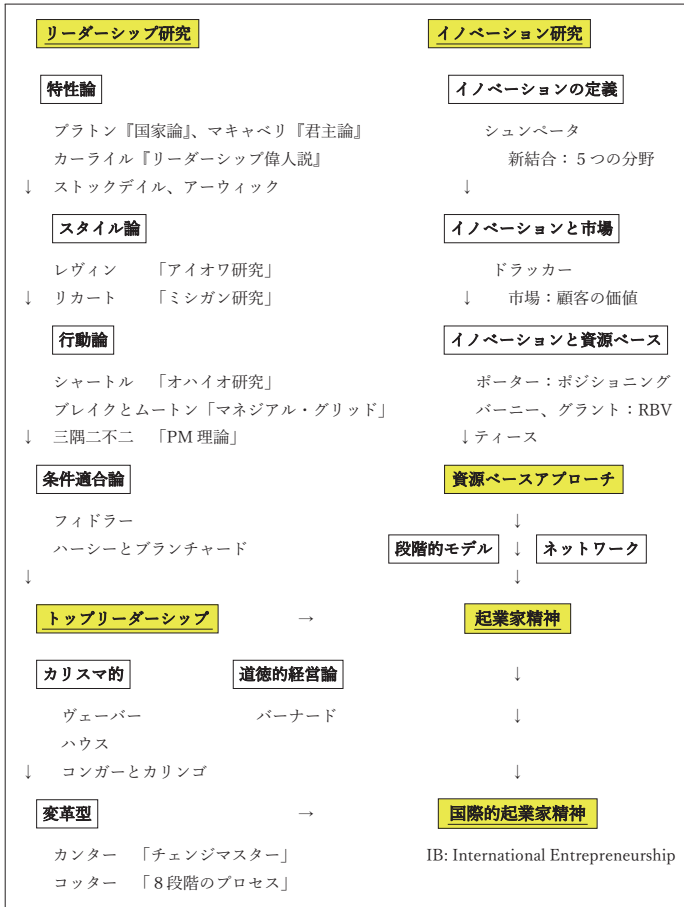 リーダーシップ研究
特性論
プラトン『国家論』、マキャベリ『君主論』
カーライル『リーダーシップ偉人説』
↓ ストックデイル、アーウィック
スタイル論
レヴィン 「アイオワ研究」
↓ リカート 「ミシガン研究」
行動論
シャートル 「オハイオ研究」
ブレイクとムートン「マネジアル・グリッド」
↓ 三隅二不二 「PM 理論」
条件適合論
フィドラー
ハーシーとブランチャード
↓
イノベーション研究
イノベーションの定義
シュンペータ
新結合：５つの分野
↓
イノベーションと市場
ドラッカー
↓ 市場：顧客の価値
イノベーションと資源ベース
ポーター：ポジショニング
バーニー、グラント：RBV
↓ティース
資源ベースアプローチ
↓
段階的モデル ↓ ネットワーク
↓
トップリーダーシップ → 起業家精神
カリスマ的 道徳的経営論 ↓
ヴェーバー バーナード ↓
ハウス
↓ コンガーとカリンゴ ↓
変革型 → 国際的起業家精神
カンター 「チェンジマスター」 IB: International Entrepreneurship
コッター 「８段階のプロセス」